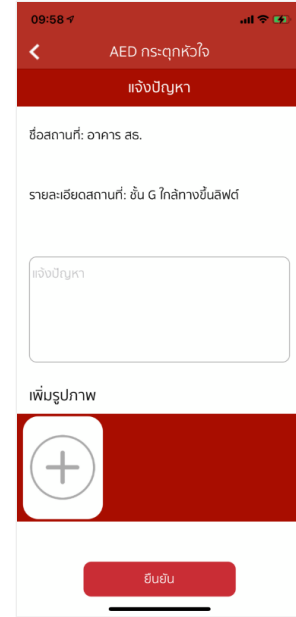 09:58
AED กระตุกหัวใจ
แจ้งปัญหา
ชื่อสถานที่: อาคาร สธ.
รายละเอียดสถานที่: ชั้น G ใกล้ทางขึ้นลิฟต์
แจ้งปัญหา
เพิ่มรูปภาพ
ยืนยัน